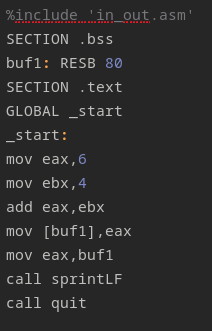 %include 'in_out.asm'
SECTION .bss
buf1: RESB 80
SECTION .text
GLOBAL _start
_start:
mov eax,6
mov ebx,4
add eax,ebx
mov [buf1],eax
mov eax,buf1
call sprintLF
call quit